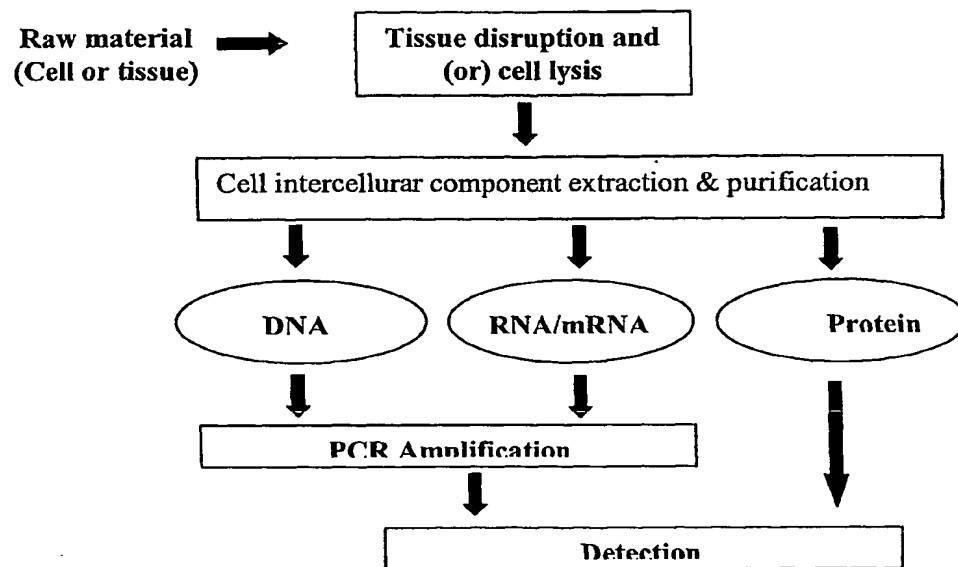 Raw material
(Cell or tissue)
Tissue disruption and
(or) cell lysis
Cell intercellurar component extraction & purification
DNA
RNA/mRNA
Protein
PCR Amplification
Detection